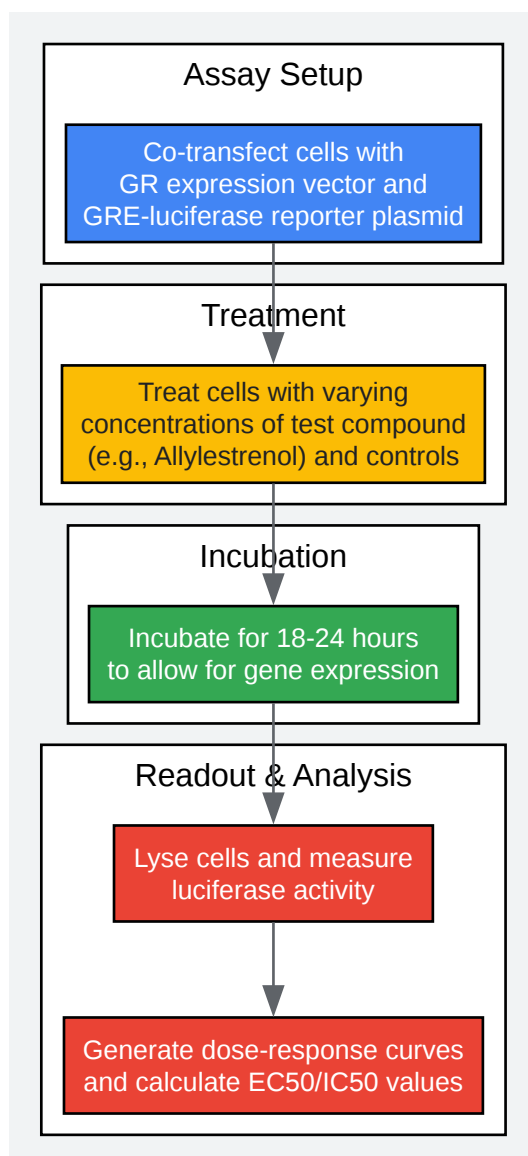 Assay Setup
Co-transfect cells with
GR expression vector and
GRE-luciferase reporter plasmid
Treatment
Treat cells with varying
concentrations of test compound
(e.g., Allylestrenol) and controls
Incubation
Incubate for 18-24 hours
to allow for gene expression
Readout & Analysis
Lyse cells and measure
luciferase activity
Generate dose-response curves
and calculate EC50/IC50 values